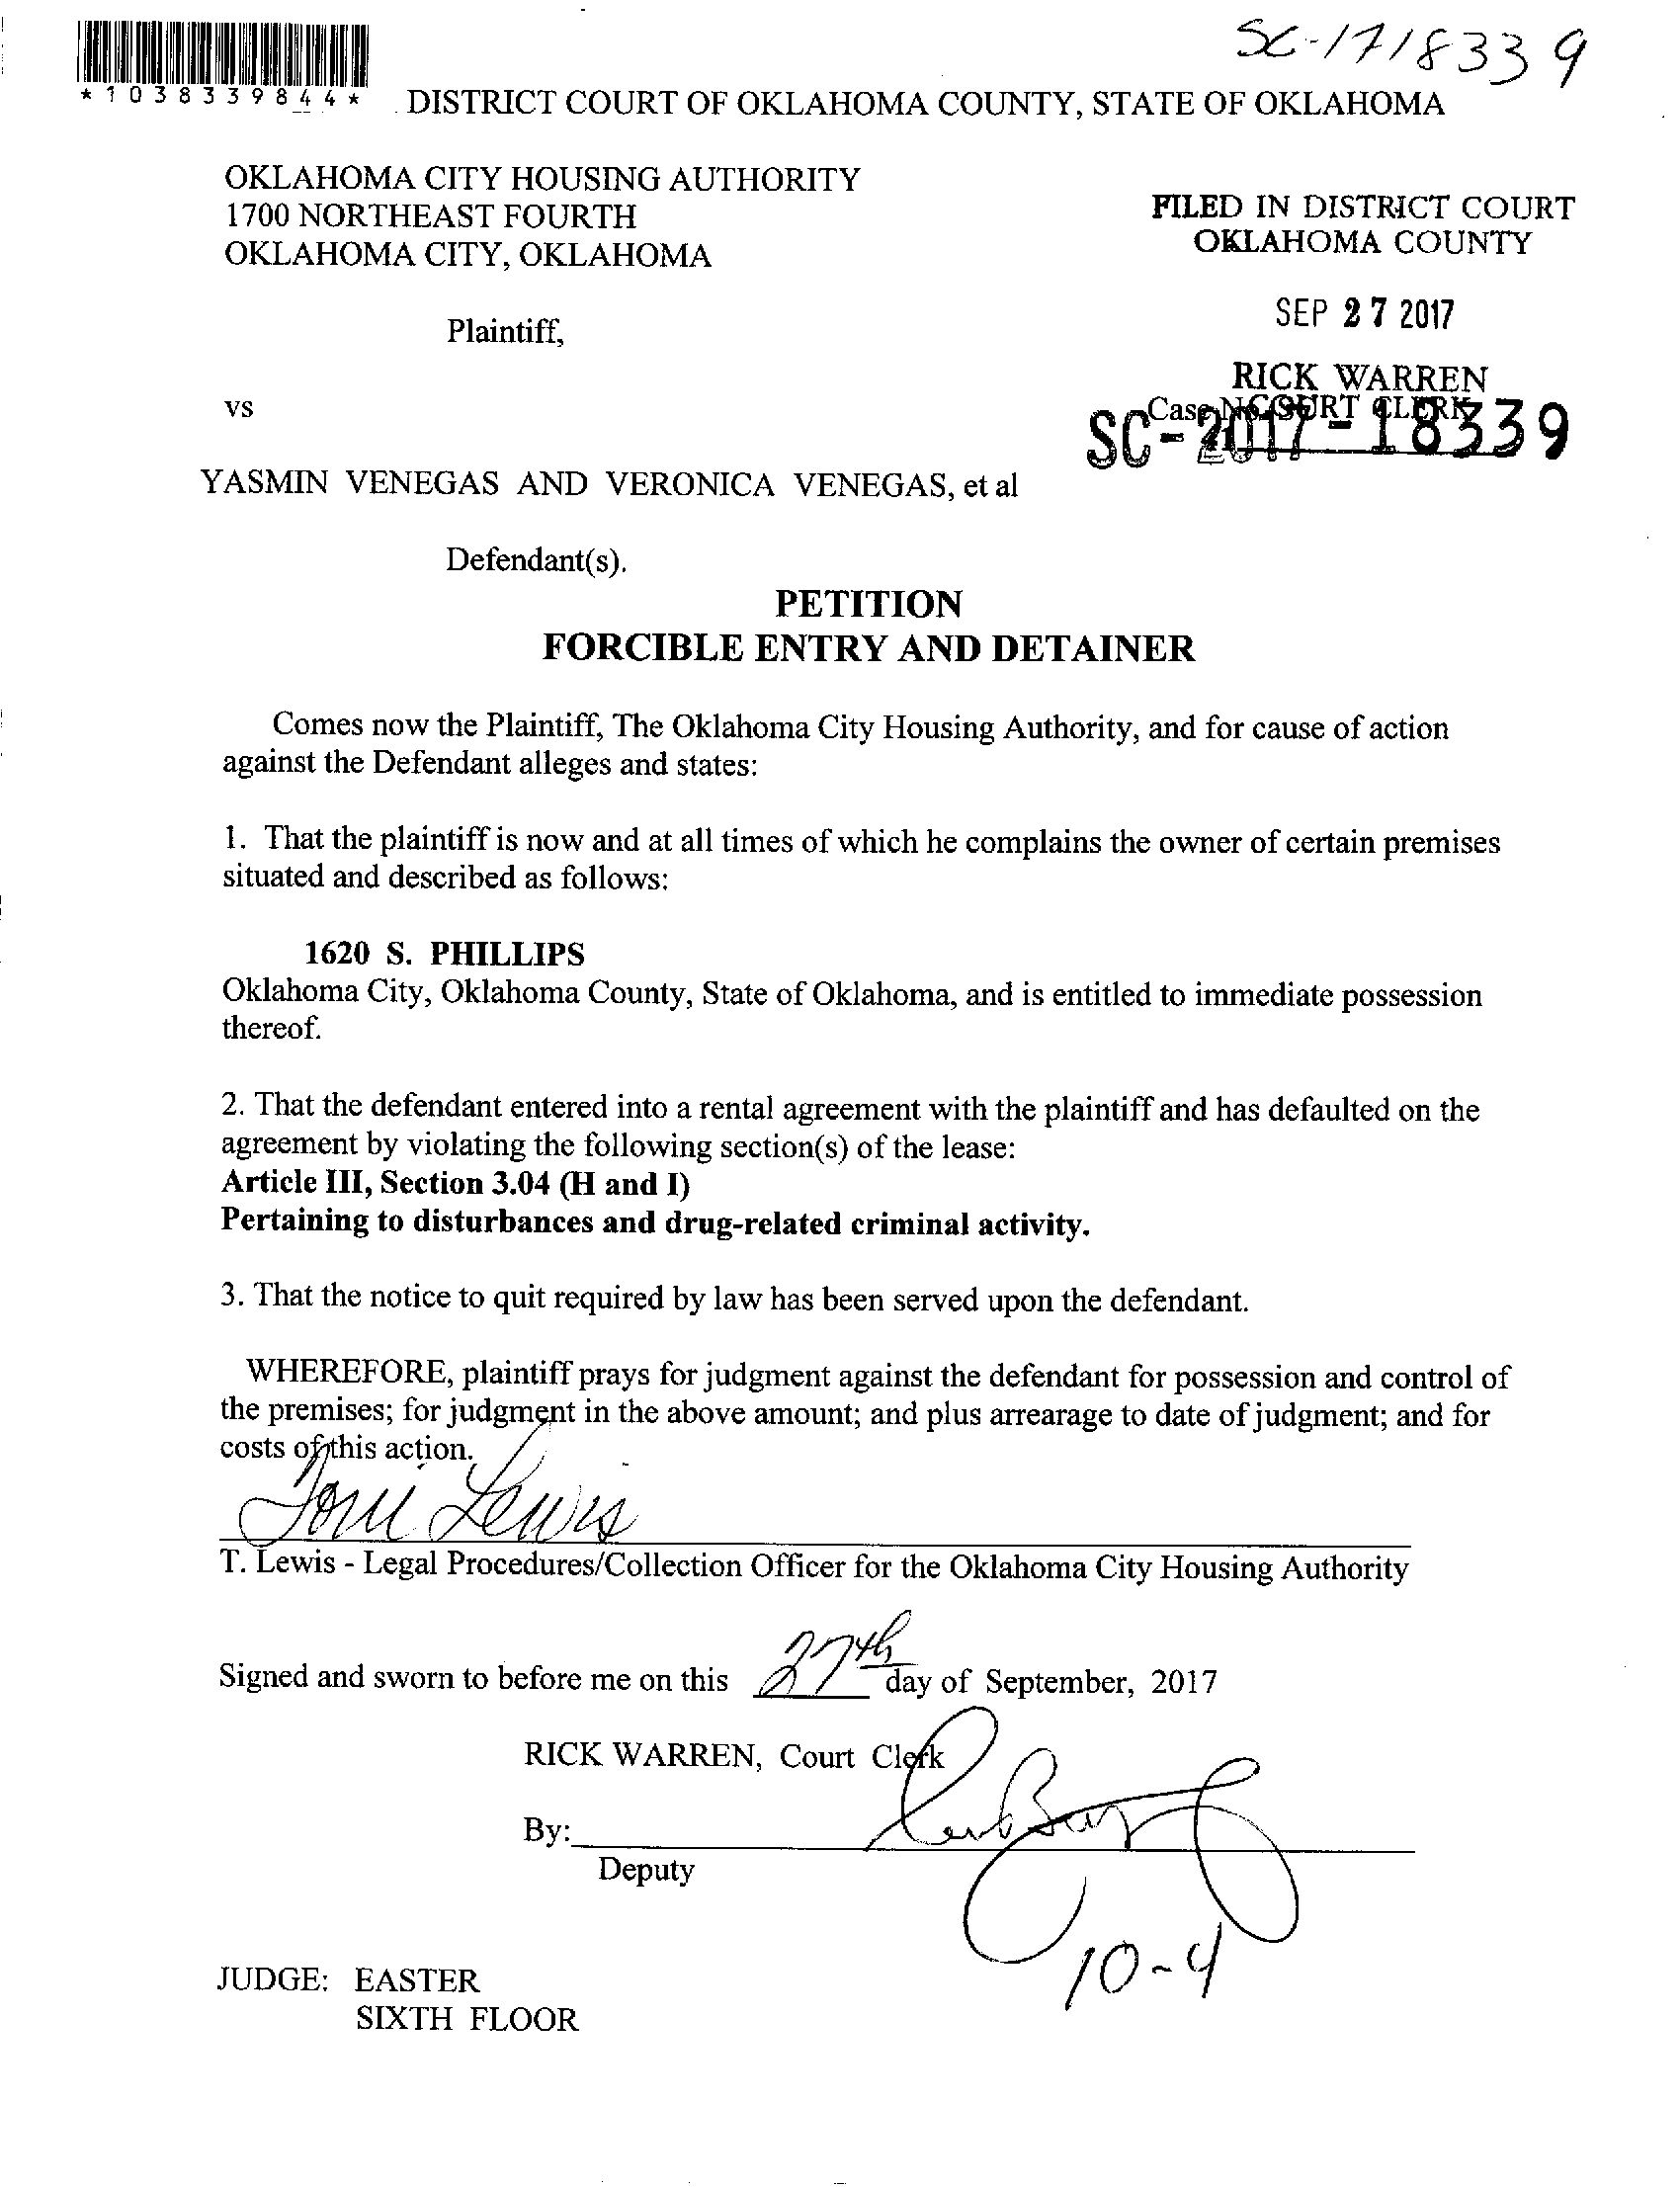 SC-1718339
*1038339844*
DISTRICT COURT OF OKLAHOMA COUNTY, STATE OF OKLAHOMA
OKLAHOMA CITY HOUSING AUTHORITY
1700 NORTHEAST FOURTH
OKLAHOMA CITY, OKLAHOMA
FILED IN DISTRICT COURT
OKLAHOMA COUNTY
SEP 27 2017
Plaintiff,
RICK WARREN
COURT CLERK
vs
Case No.
SC-2017-18339
YASMIN VENEGAS AND VERONICA VENEGAS, et al
Defendant(s).
PETITION
FORCIBLE ENTRY AND DETAINER
Comes now the Plaintiff, The Oklahoma City Housing Authority, and for cause of action
against the Defendant alleges and states:
1. That the plaintiff is now and at all times of which he complains the owner of certain premises
situated and described as follows:
1620 S. PHILLIPS
Oklahoma City, Oklahoma County, State of Oklahoma, and is entitled to immediate possession
thereof.
2. That the defendant entered into a rental agreement with the plaintiff and has defaulted on the
agreement by violating the following section(s) of the lease:
Article III, Section 3.04 (H and I)
Pertaining to disturbances and drug-related criminal activity.
3. That the notice to quit required by law has been served upon the defendant.
WHEREFORE, plaintiff prays for judgment against the defendant for possession and control of
the premises; for judgment in the above amount; and plus arrearage to date of judgment; and for
costs of this action.
Toni Lewis
T. Lewis - Legal Procedures/Collection Officer for the Oklahoma City Housing Authority
Signed and sworn to before me on this 27th day of September, 2017
RICK WARREN, Court Clerk
By:
Deputy
10-4
JUDGE: EASTER
SIXTH FLOOR